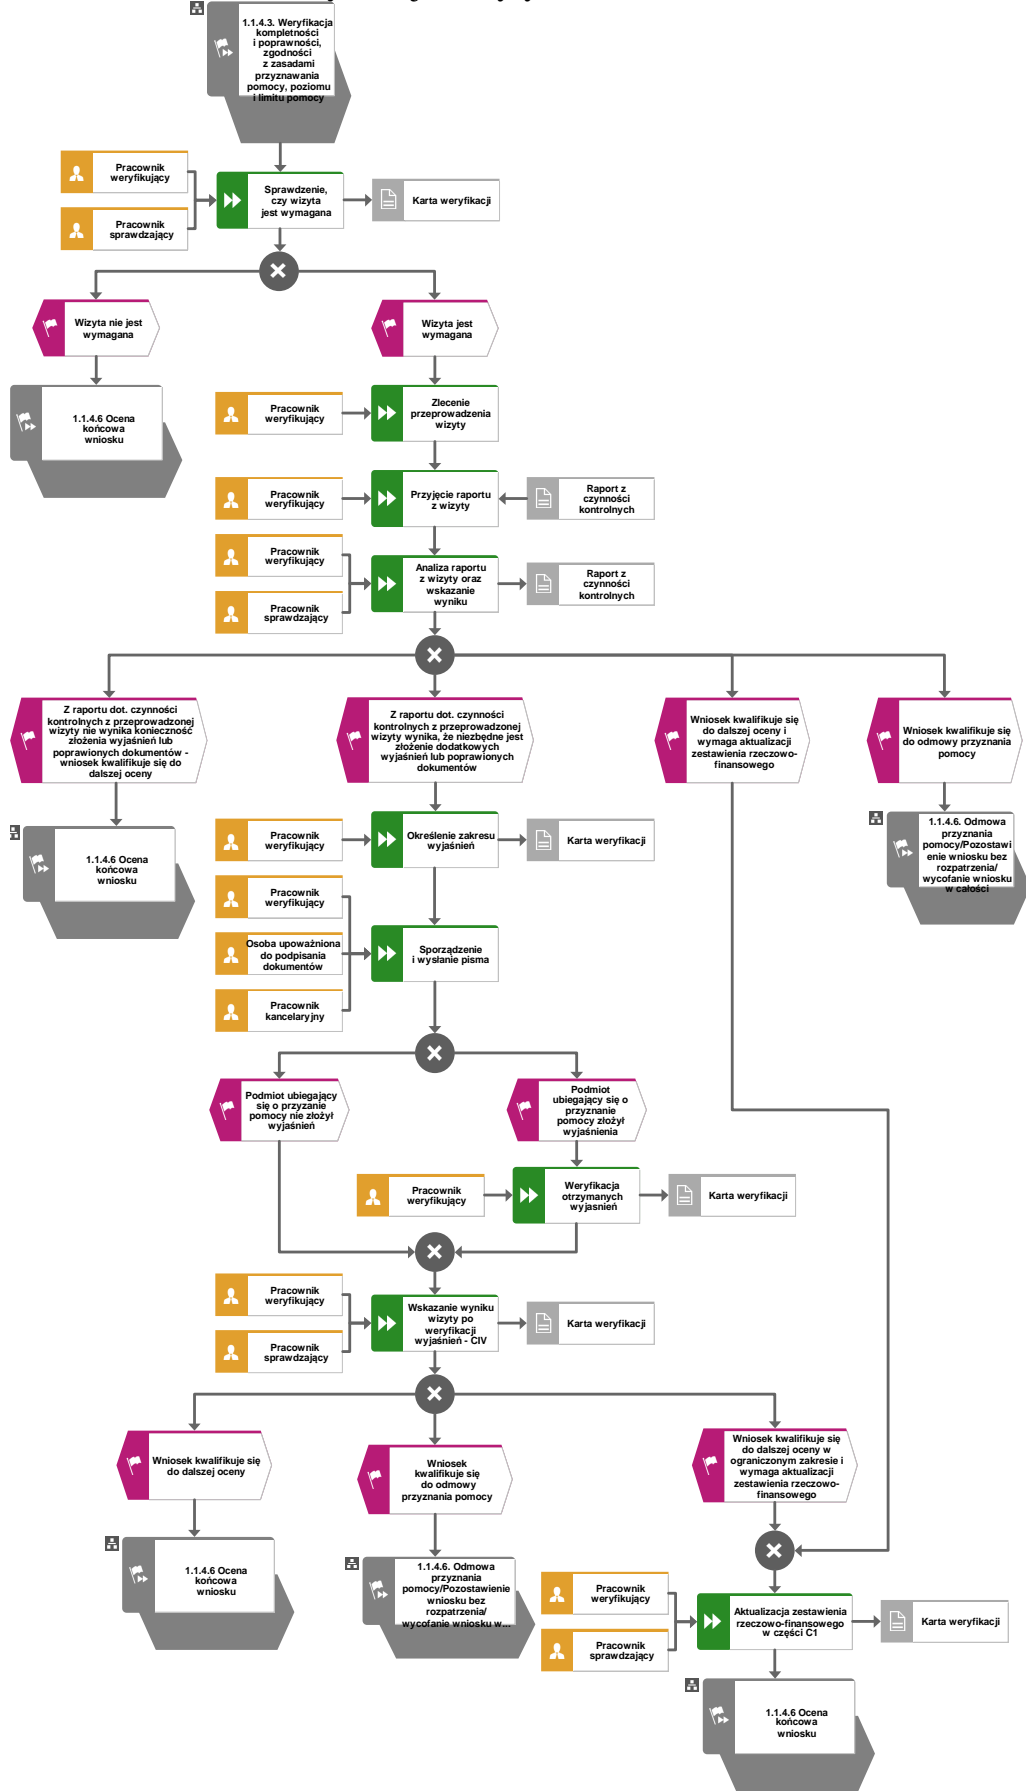 1.1.4.3. Weryfikacja
kompletności
i poprawności,
zgodności
z zasadami
przyznawania
pomocy, poziomu
i limitu pomocy
Pracownik
weryfikujący
Pracownik
sprawdzający
Sprawdzenie,
czy wizyta
jest wymagana
Karta weryfikacji
Wizyta nie jest
wymagana
Wizyta jest
wymagana
1.1.4.6 Ocena
końcowa
wniosku
Pracownik
weryfikujący
Zlecenie
przeprowadzenia
wizyty
Pracownik
weryfikujący
Przyjęcie raportu
z wizyty
Raport z
czynności
kontrolnych
Pracownik
weryfikujący
Pracownik
sprawdzający
Analiza raportu
z wizyty oraz
wskazanie
wyniku
Raport z
czynności
kontrolnych
Z raportu dot. czynności
kontrolnych z przeprowadzonej
wizyty nie wynika konieczność
złożenia wyjaśnień lub
poprawionych dokumentów -
wniosek kwalifikuje się do
dalszej oceny
Z raportu dot. czynności
kontrolnych z przeprowadzonej
wizyty wynika, że niezbędne jest
złożenie dodatkowych
wyjaśnień lub poprawionych
dokumentów
Wniosek kwalifikuje się
do dalszej oceny i
wymaga aktualizacji
zestawienia rzeczowo-
finansowego
Wniosek kwalifikuje się
do odmowy przyznania
pomocy
1.1.4.6 Ocena
końcowa
wniosku
Pracownik
weryfikujący
Określenie zakresu
wyjaśnień
Karta weryfikacji
1.1.4.6. Odmowa
przyznania
pomocy/Pozostawi
enie wniosku bez
rozpatrzenia/
wycofanie wniosku
w całości
Pracownik
weryfikujący
Osoba upoważniona
do podpisania
dokumentów
Pracownik
kancelaryjny
Sporządzenie
i wysłanie pisma
Podmiot ubiegający
się o przyzanie
pomocy nie złożył
wyjaśnień
Podmiot
ubiegający się o
przyznanie
pomocy złożył
wyjaśnienia
Pracownik
weryfikujący
Weryfikacja
otrzymanych
wyjasnień
Karta weryfikacji
Pracownik
weryfikujący
Pracownik
sprawdzający
Wskazanie wyniku
wizyty po
weryfikacji
wyjaśnień - CIV
Karta weryfikacji
Wniosek kwalifikuje się
do dalszej oceny
Wniosek
kwalifikuje się
do odmowy
przyznania pomocy
Wniosek kwalifikuje się
do dalszej oceny w
ograniczonym zakresie i
wymaga aktualizacji
zestawienia rzeczowo-
finansowego
1.1.4.6 Ocena
końcowa
wniosku
1.1.4.6. Odmowa
przyznania
pomocy/Pozostawienie
wniosku bez
rozpatrzenia/
wycofanie wniosku w...
Pracownik
weryfikujący
Pracownik
sprawdzający
Aktualizacja zestawienia
rzeczowo-finansowego
w części C1
Karta weryfikacji
1.1.4.6 Ocena
końcowa
wniosku